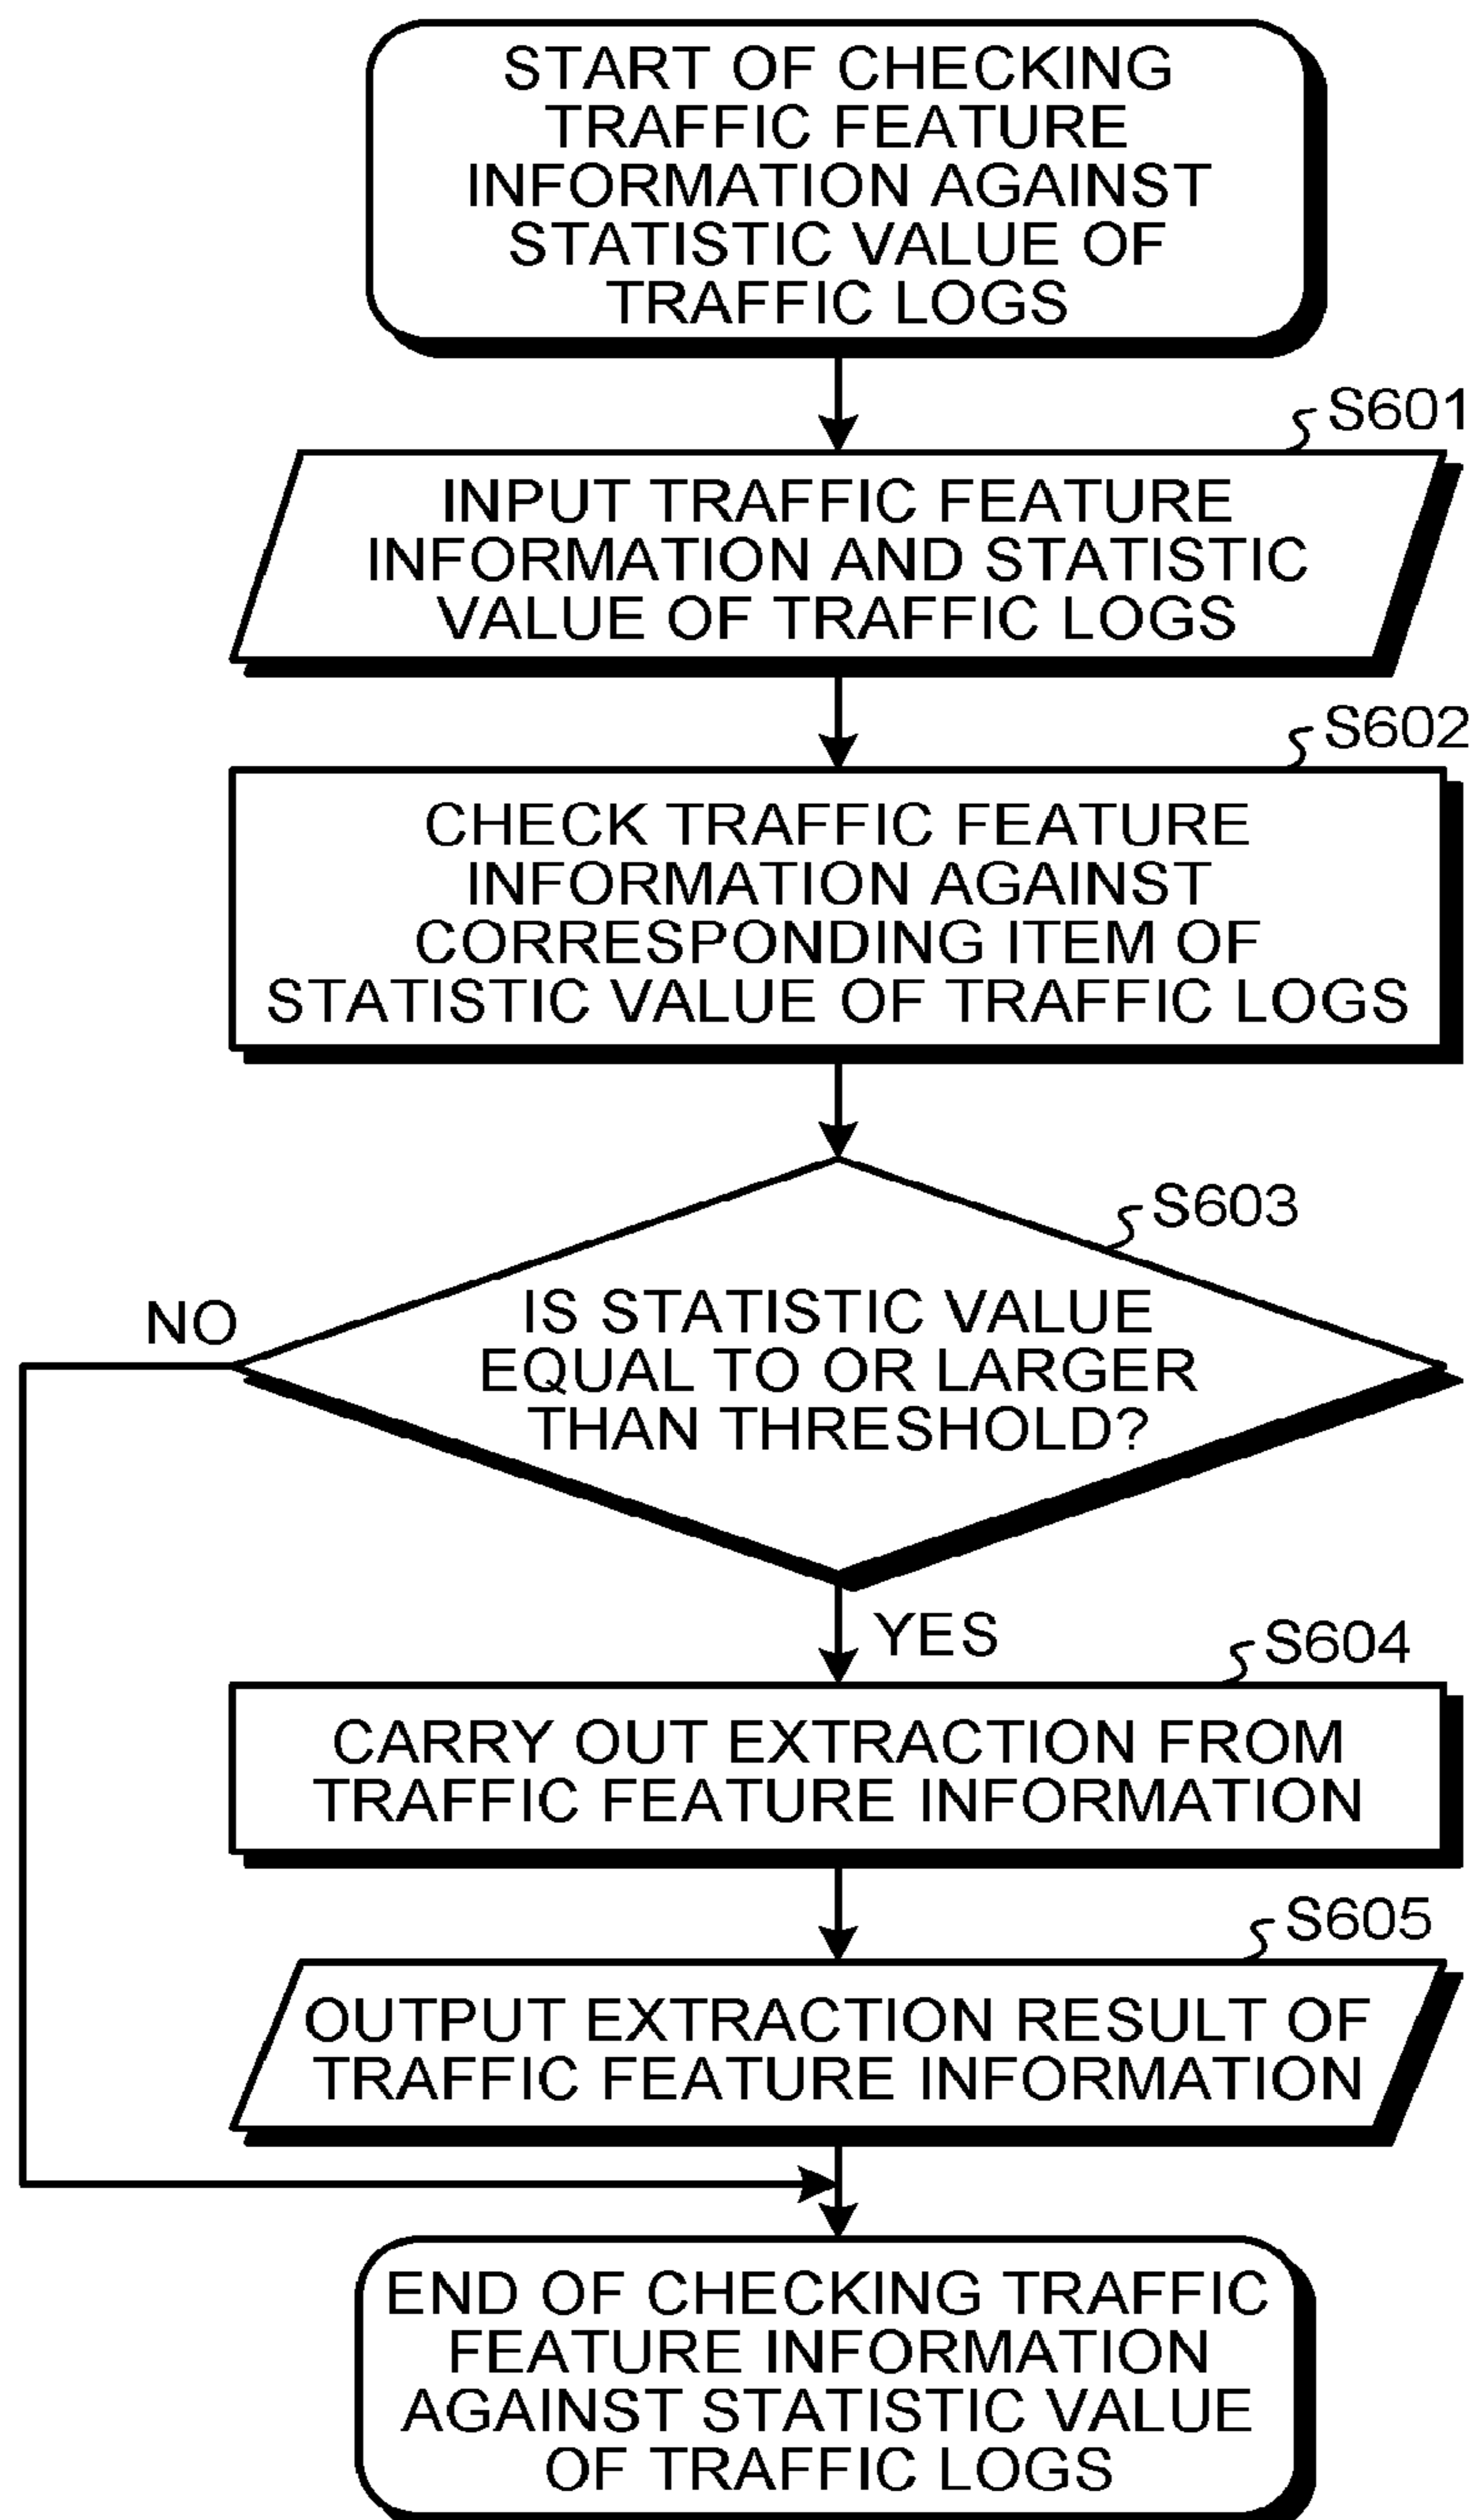 START OF CHECKING
TRAFFIC FEATURE
INFORMATION AGAINST
STATISTIC VALUE OF
TRAFFIC LOGS
S601
INPUT TRAFFIC FEATURE
INFORMATION AND STATISTIC
VALUE OF TRAFFIC LOGS
S602
CHECK TRAFFIC FEATURE
INFORMATION AGAINST
CORRESPONDING ITEM OF
STATISTIC VALUE OF TRAFFIC LOGS
S603
NO
IS STATISTIC VALUE
EQUAL TO OR LARGER
THAN THRESHOLD?
YES
S604
CARRY OUT EXTRACTION FROM
TRAFFIC FEATURE INFORMATION
S605
OUTPUT EXTRACTION RESULT OF
TRAFFIC FEATURE INFORMATION
END OF CHECKING TRAFFIC
FEATURE INFORMATION
AGAINST STATISTIC VALUE
OF TRAFFIC LOGS